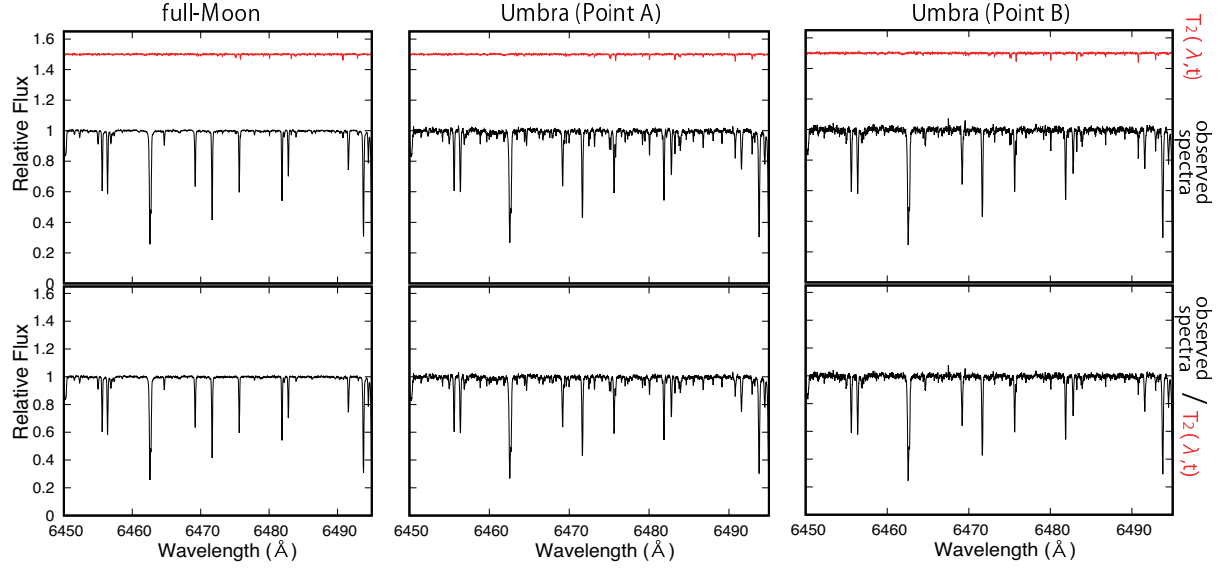 full-Moon
Umbra (Point A)
Umbra (Point B)
Relative Flux
1.6
1.4
1.2
1
0.8
0.6
0.4
0.2
0
T₂(λ,t)
observed
spectra
Relative Flux
1.6
1.4
1.2
1
0.8
0.6
0.4
0.2
0
observed
spectra / T₂(λ,t)
6450 6460 6470 6480 6490
6450 6460 6470 6480 6490
6450 6460 6470 6480 6490
Wavelength (Å)
Wavelength (Å)
Wavelength (Å)